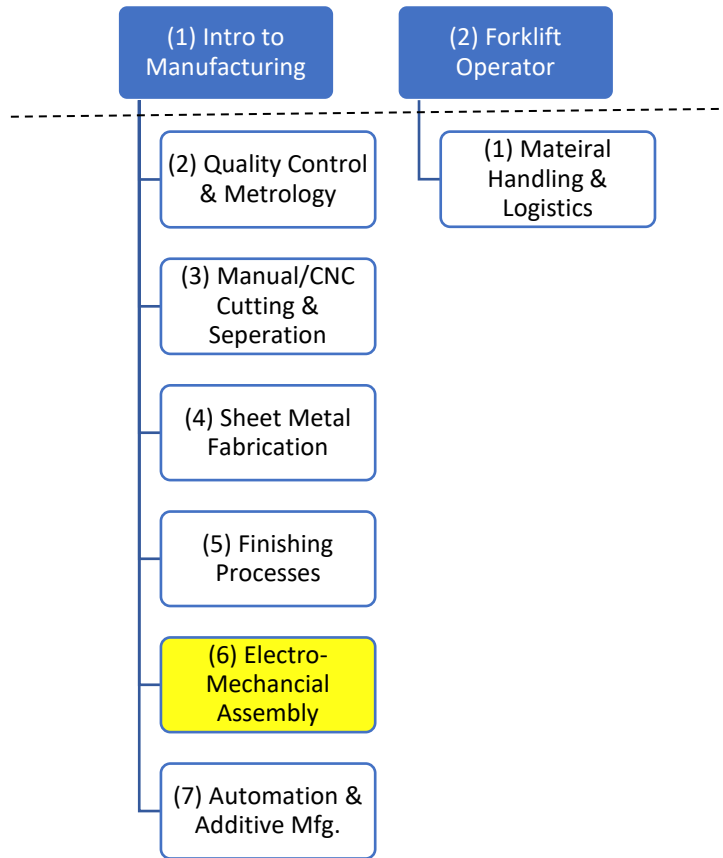 (1) Intro to
Manufacturing
(2) Forklift
Operator
(2) Quality Control
& Metrology
(1) Mateiral
Handling &
Logistics
(3) Manual/CNC
Cutting &
Seperation
(4) Sheet Metal
Fabrication
(5) Finishing
Processes
(6) Electro-
Mechancial
Assembly
(7) Automation &
Additive Mfg.